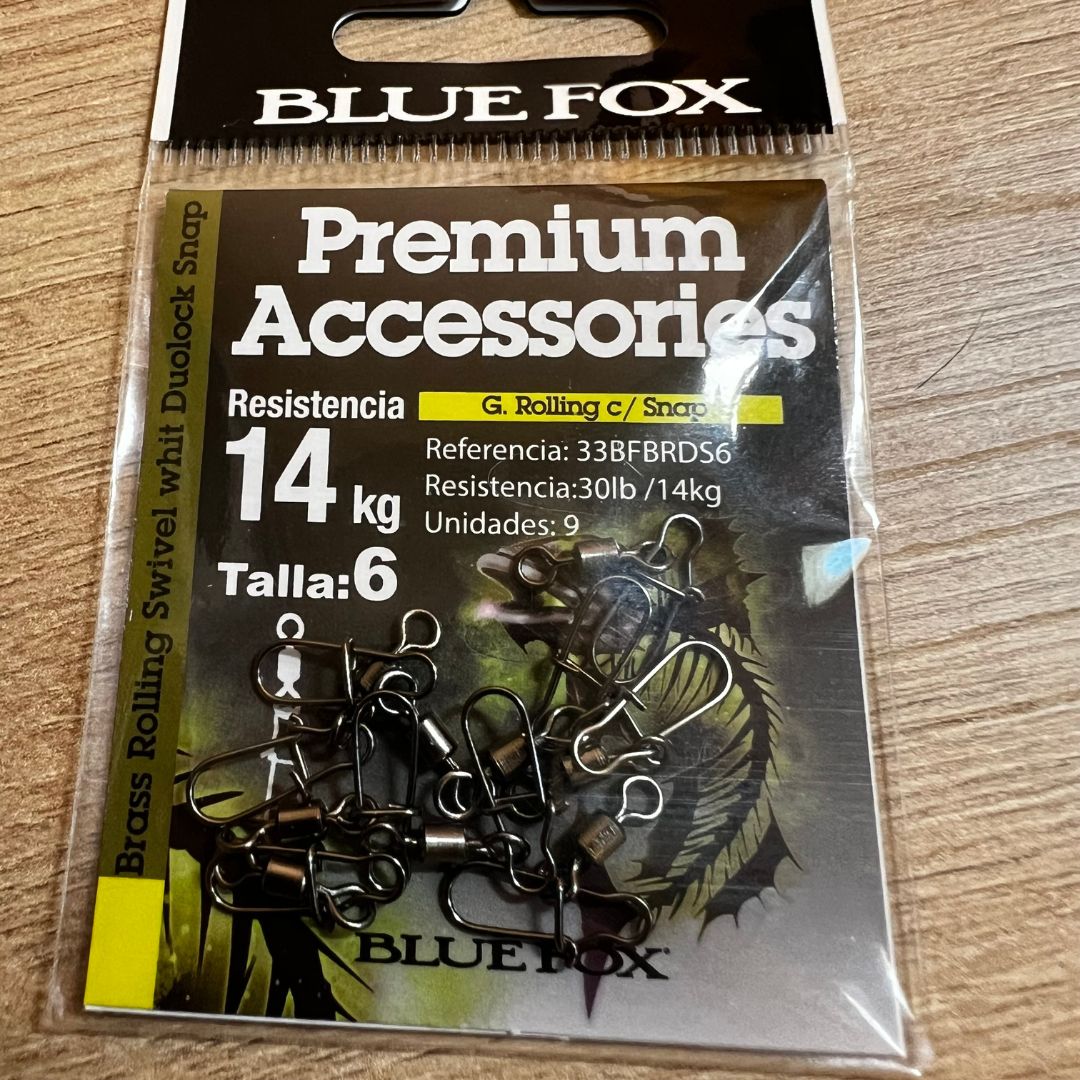 BLUE FOX
Premium
Accessories
Resistencia
14 kg
Talla:6
G. Rolling c/ Snap
Referencia: 33BFBRDS6
Resistencia:30lb /14kg
Unidades: 9
Brass Rolling Swivel whit Duolock Snap
BLUE FOX